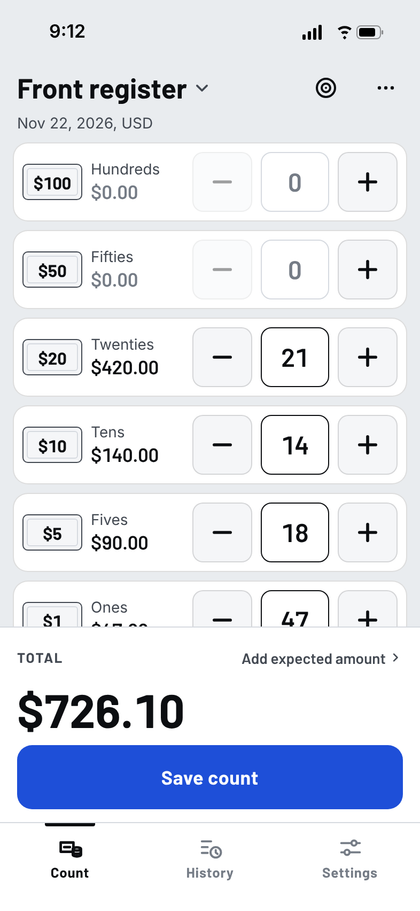 9:12
Front register
Nov 22, 2026, USD
$100
Hundreds
$0.00
0
$50
Fifties
$0.00
0
$20
Twenties
$420.00
21
$10
Tens
$140.00
14
$5
Fives
$90.00
18
$1
Ones
$47.00
47
TOTAL
Add expected amount
$726.10
Save count
Count
History
Settings